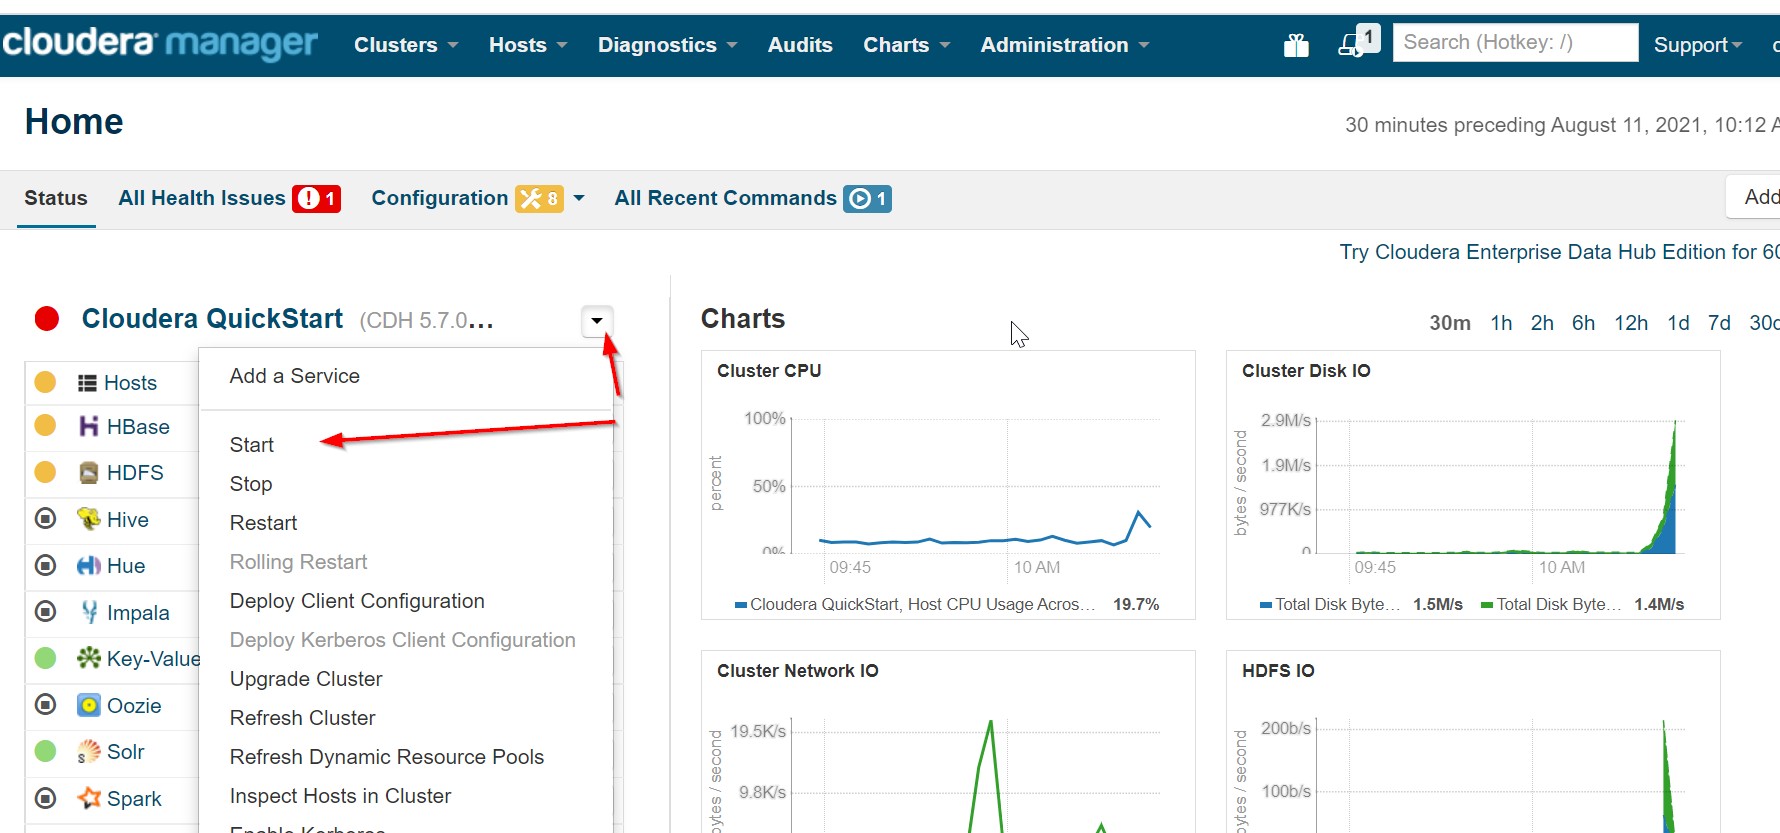 cloudera manager Clusters Hosts Diagnostics Audits Charts Administration 1 Search (Hotkey: /) Support
Home
30 minutes preceding August 11, 2021, 10:12 A
Status All Health Issues 1 Configuration 8 All Recent Commands 1 Add
Try Cloudera Enterprise Data Hub Edition for 60
Cloudera QuickStart (CDH 5.7.0...
Hosts
HBase
HDFS
Hive
Hue
Impala
Key-Value
Oozie
Solr
Spark
Add a Service
Start
Stop
Restart
Rolling Restart
Deploy Client Configuration
Deploy Kerberos Client Configuration
Upgrade Cluster
Refresh Cluster
Refresh Dynamic Resource Pools
Inspect Hosts in Cluster
Enable Kerberos
Charts
30m 1h 2h 6h 12h 1d 7d 30d
Cluster CPU
percent
100%
50%
0%
09:45 10 AM
Cloudera QuickStart, Host CPU Usage Acros... 19.7%
Cluster Disk IO
bytes / second
2.9M/s
1.9M/s
977K/s
0
09:45 10 AM
Total Disk Byte... 1.5M/s Total Disk Byte... 1.4M/s
Cluster Network IO
bytes / second
19.5K/s
9.8K/s
HDFS IO
bytes / second
200b/s
100b/s